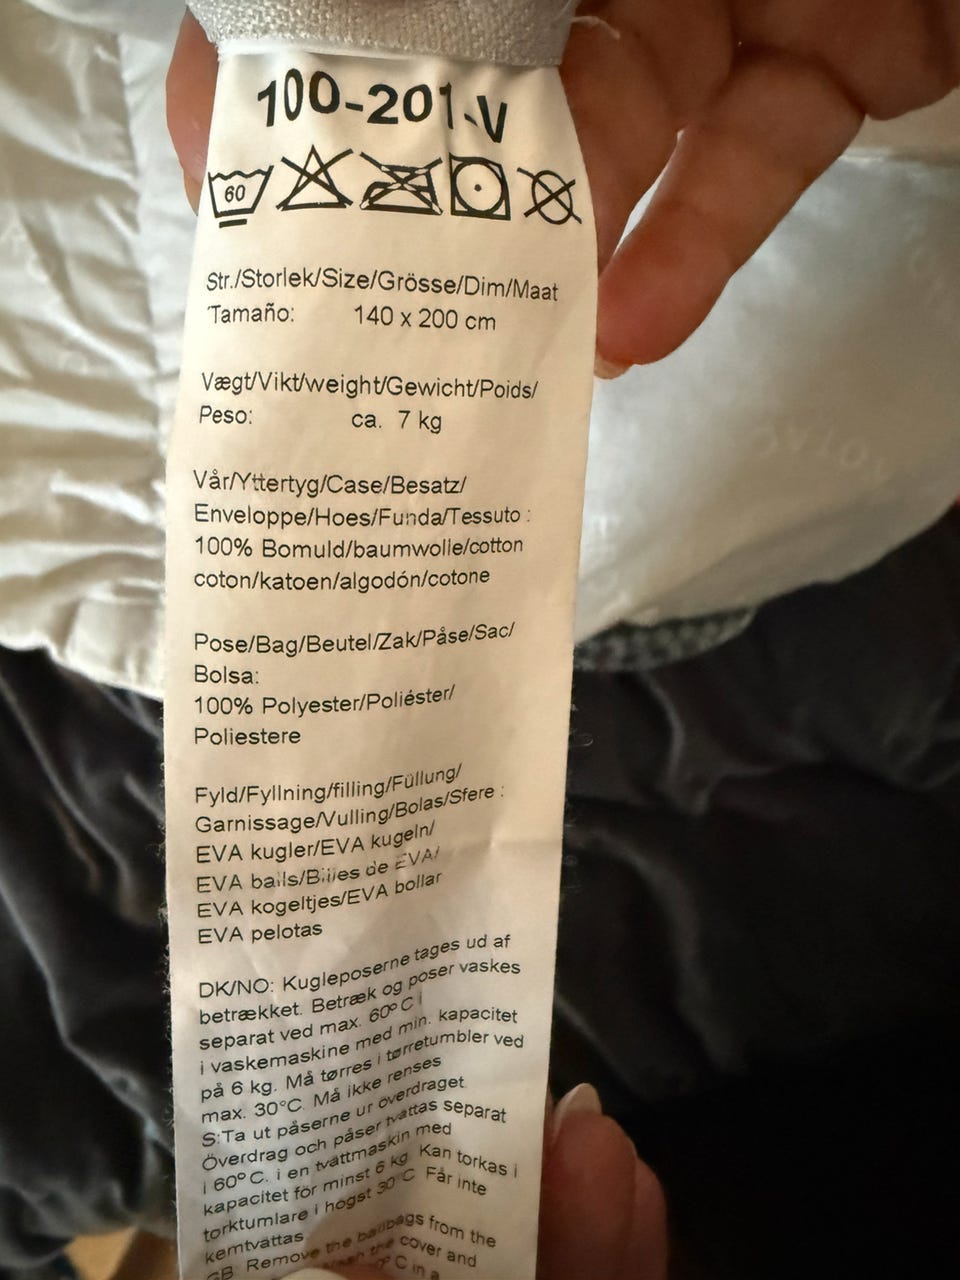 100-201-V
60
Str./Storlek/Size/Grösse/Dim/Maat
Tamaño: 140 x 200 cm
Vægt/Vikt/weight/Gewicht/Poids/
Peso: ca. 7 kg
Vår/Yttertyg/Case/Besatz/
Enveloppe/Hoes/Funda/Tessuto :
100% Bomuld/baumwolle/cotton
coton/katoen/algodón/cotone
Pose/Bag/Beutel/Zak/Påse/Sac/
Bolsa:
100% Polyester/Poliéster/
Poliestere
Fyld/Fyllning/filling/Füllung/
Garnissage/Vulling/Bolas/Sfere :
EVA kugler/EVA kugeln/
EVA balls/Billes de EVA/
EVA kogeltjes/EVA bollar
EVA pelotas
DK/NO: Kugleposerne tages ud af
betrækket. Betræk og poser vaskes
separat ved max. 60°C i
i vaskemaskine med min. kapacitet
på 6 kg. Må tørres i tørretumbler ved
max. 30°C. Må ikke renses
S:Ta ut påserne ur överdraget
Överdrag och påser tvättas separat
i 60°C. i en tvättmaskin med
kapacitet för minst 6 kg. Kan torkas i
torktumlare i högst 30°C Får inte
kemtvättas
GB: Remove the ballbags from the
the cover and
°C in a